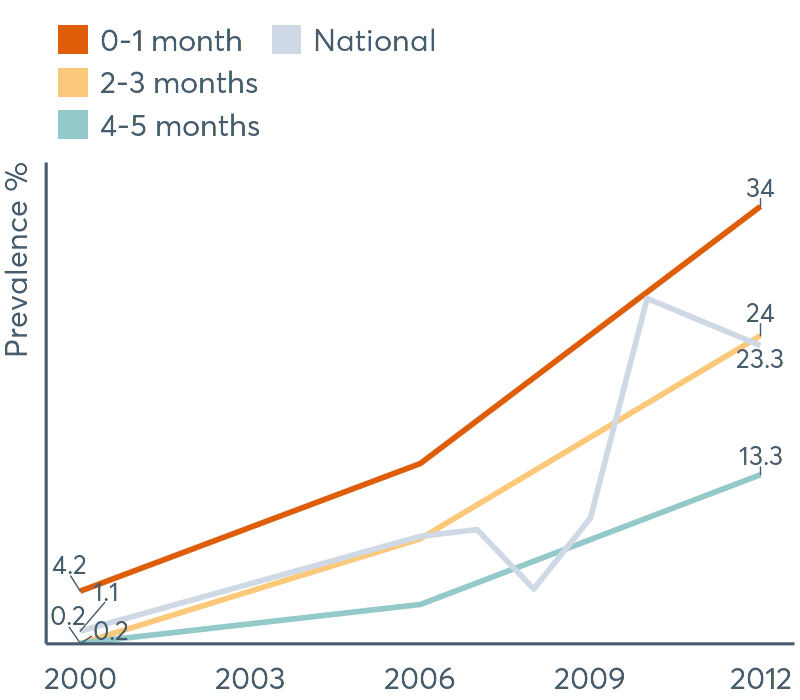 0-1 month National
2-3 months
4-5 months
Prevalence %
34
24
23.3
13.3
4.2
1.1
0.2
0.2
2000 2003 2006 2009 2012